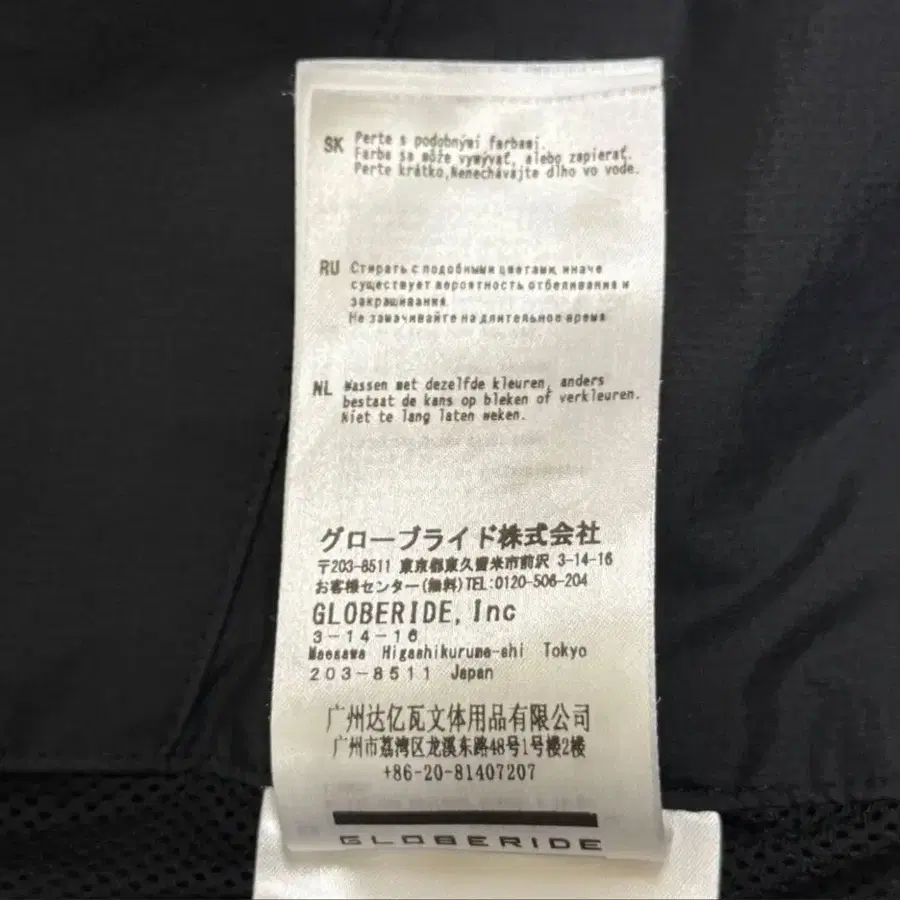 SK Perte s podobnými farbami.
Farba sa môže vymývať, alebo zapierať.
Perte krátko,Nenechávajte dlho vo vode.
RU Стирать с подобными цветами, иначе
существует вероятность отбеливания и
закрашивания.
Не замачивайте на длительное время
NL Wassen met dezelfde kleuren, anders
bestaat de kans op bleken of verkleuren.
Niet te lang laten weken.
グローブライド株式会社
〒203-8511 東京都東久留米市前沢 3-14-16
お客様センター(無料)TEL:0120-506-204
GLOBERIDE, Inc
3-14-16
Maesawa Higashikurume-shi Tokyo
203-8511 Japan
广州达亿瓦文体用品有限公司
广州市荔湾区龙溪东路48号1号楼2楼
+86-20-81407207
GLOBERIDE